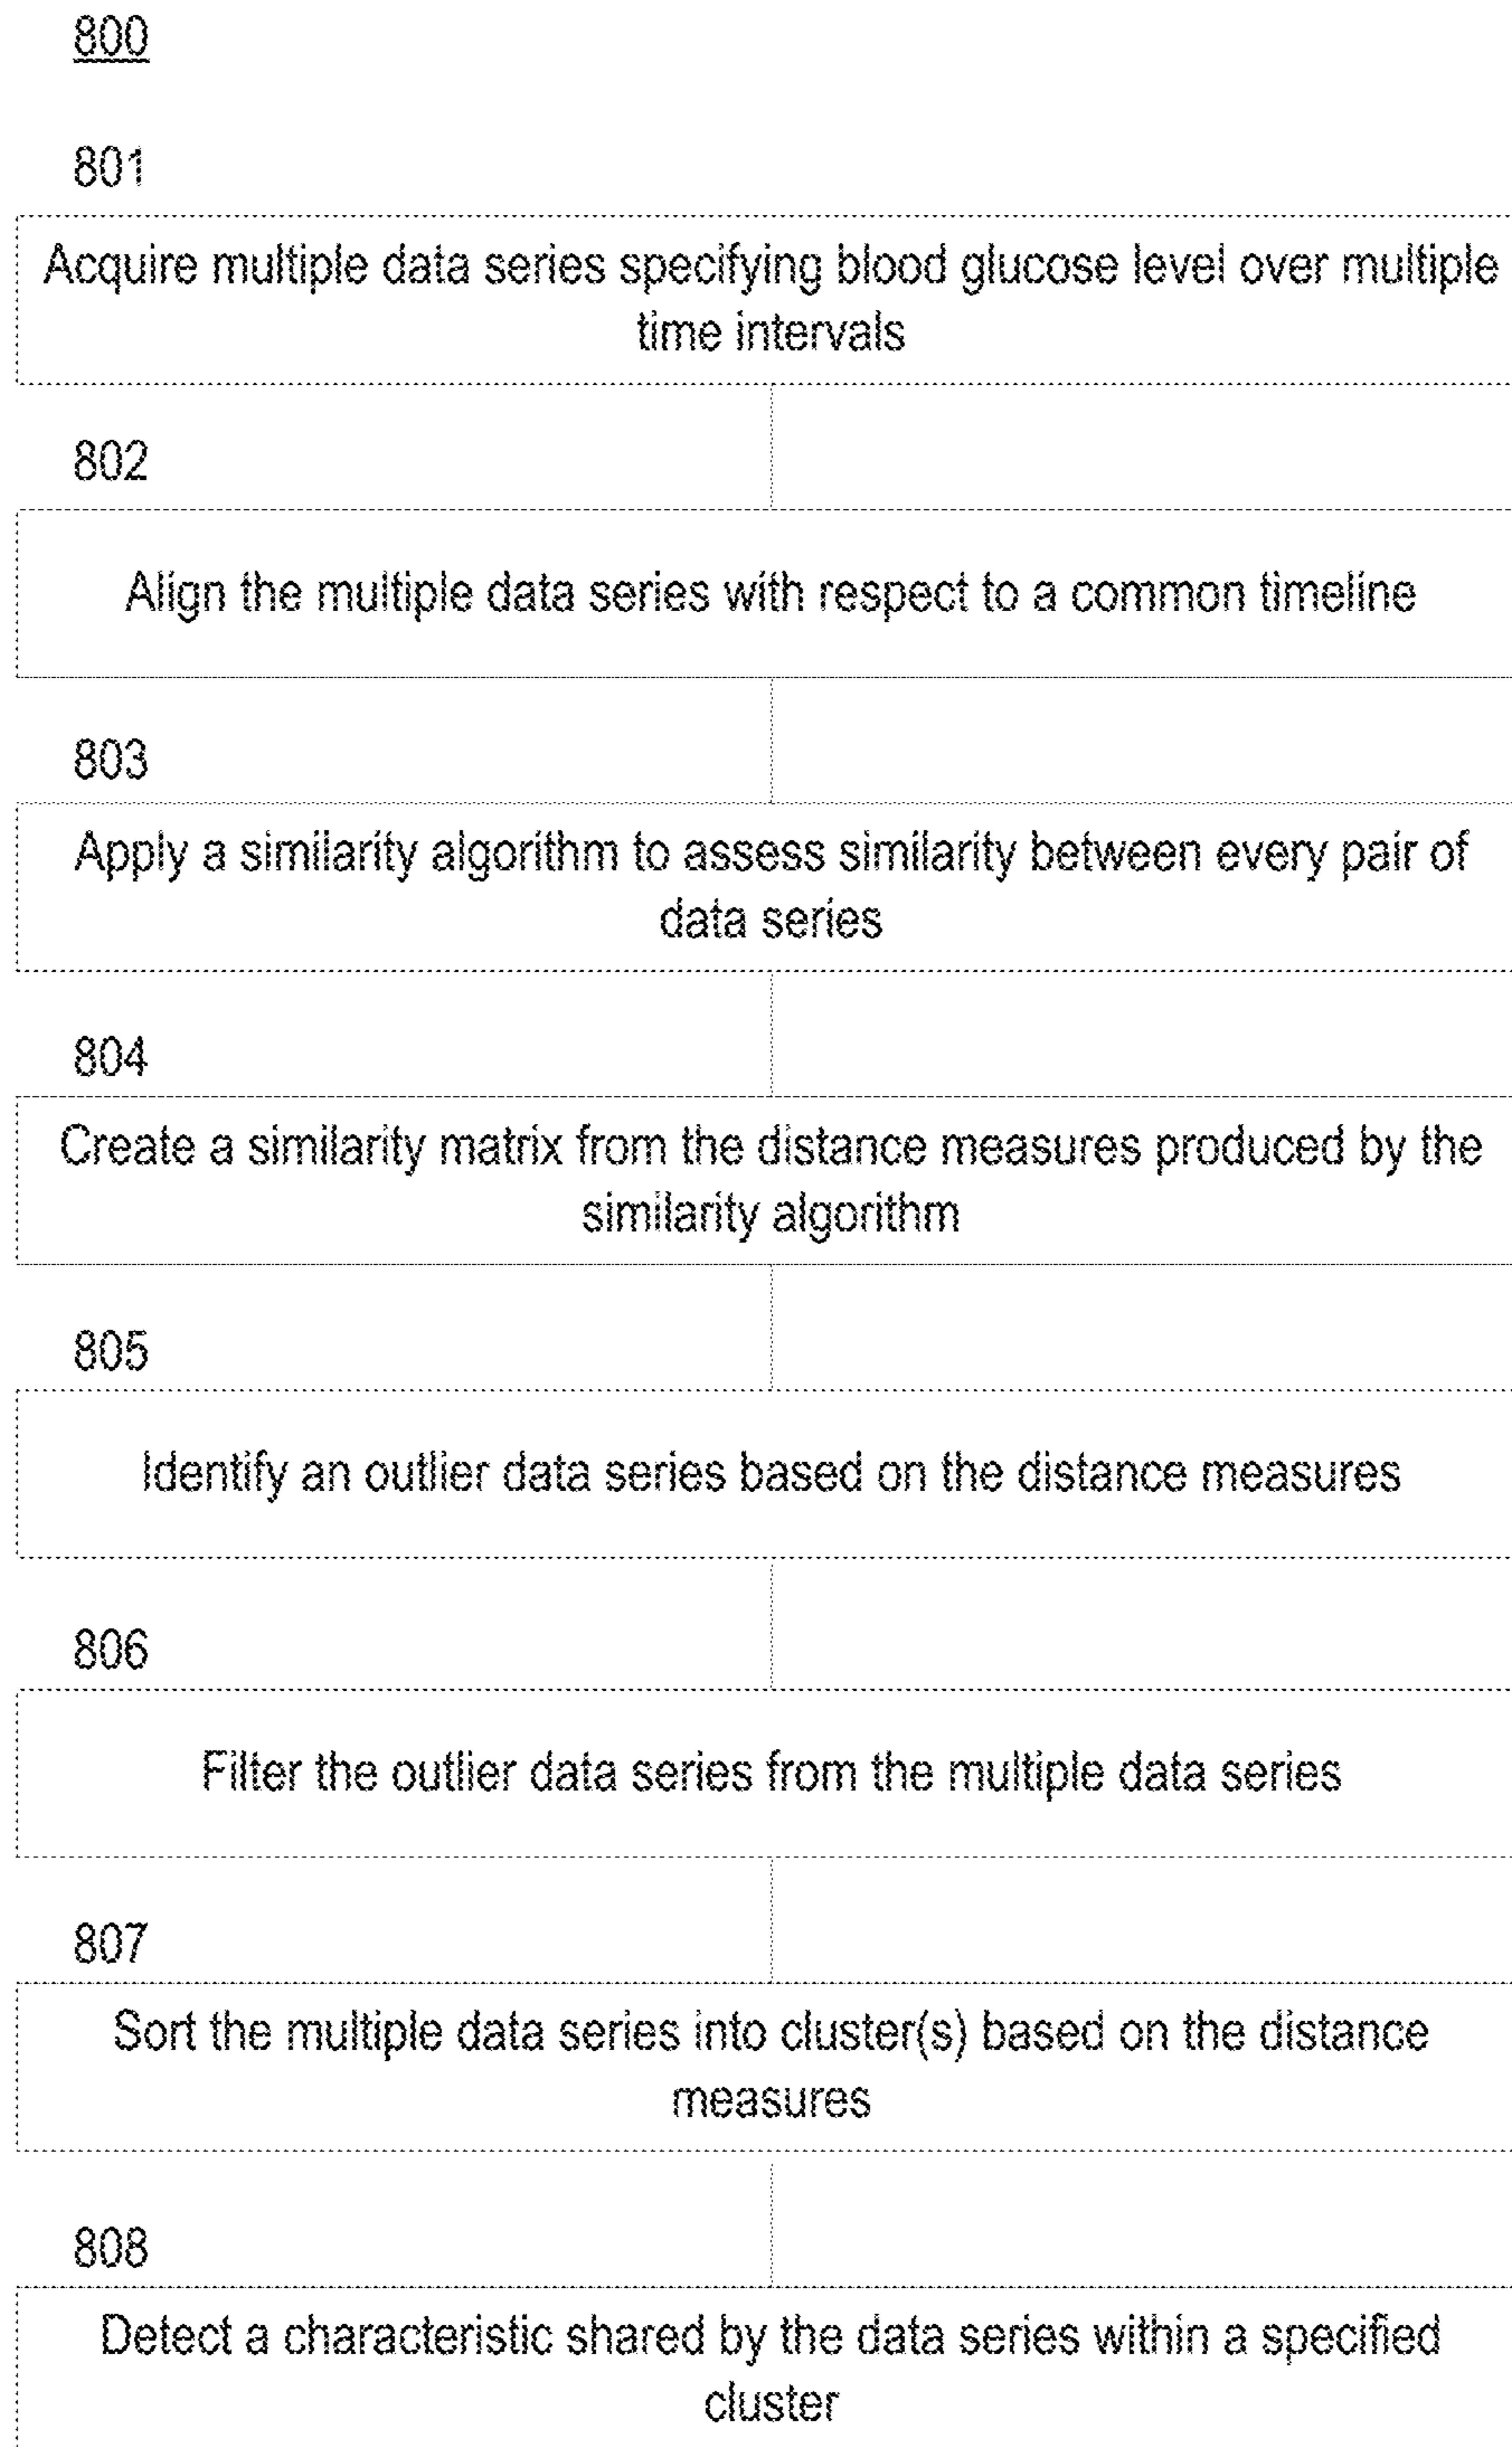 800
801
Acquire multiple data series specifying blood glucose level over multiple
time intervals
802
Align the multiple data series with respect to a common timeline
803
Apply a similarity algorithm to assess similarity between every pair of
data series
804
Create a similarity matrix from the distance measures produced by the
similarity algorithm
805
Identify an outlier data series based on the distance measures
806
Filter the outlier data series from the multiple data series
807
Sort the multiple data series into cluster(s) based on the distance
measures
808
Detect a characteristic shared by the data series within a specified
cluster